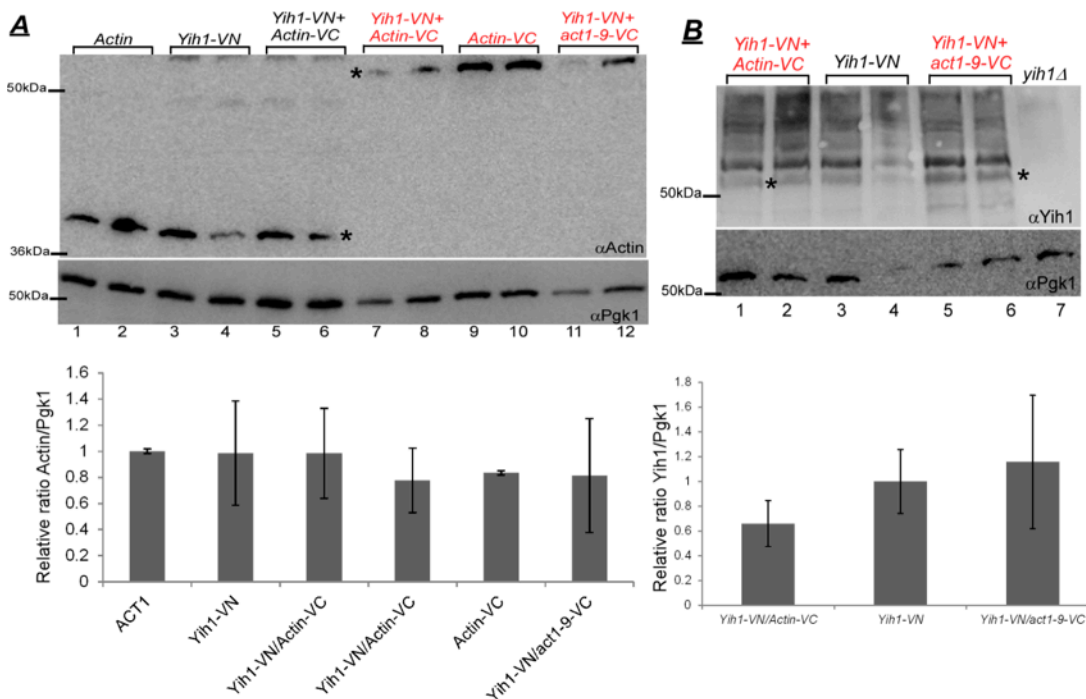 A
Actin
Yih1-VN
Yih1-VN+
Actin-VC
Yih1-VN+
Actin-VC
Actin-VC
Yih1-VN+
act1-9-VC
50kDa
*
*
36kDa
αActin
50kDa
αPgk1
1 2 3 4 5 6 7 8 9 10 11 12
B
Yih1-VN+
Actin-VC
Yih1-VN
Yih1-VN+
act1-9-VC
yih1Δ
50kDa
*
*
αYih1
50kDa
αPgk1
1 2 3 4 5 6 7
Relative ratio Actin/Pgk1
1.6
1.4
1.2
1
0.8
0.6
0.4
0.2
0
ACT1
Yih1-VN
Yih1-VN/Actin-VC
Yih1-VN/Actin-VC
Actin-VC
Yih1-VN/act1-9-VC
Relative ratio Yih1/Pgk1
1.8
1.6
1.4
1.2
1
0.8
0.6
0.4
0.2
0
Yih1-VN/Actin-VC
Yih1-VN
Yih1-VN/act1-9-VC